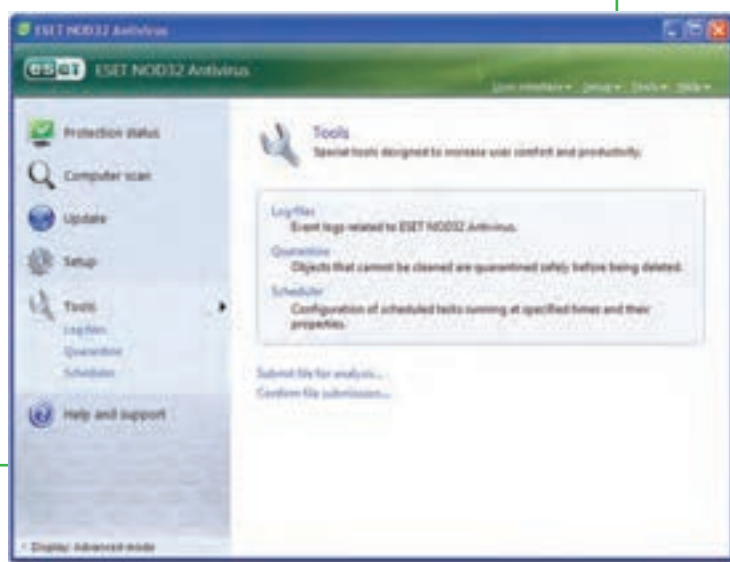 ESET NOD32 Antivirus
eset ESET NOD32 Antivirus
User interface Setup Tools Help
Protection status
Computer scan
Update
Setup
Tools
Log files
Quarantine
Scheduler
Help and support
Display: Advanced mode
Tools
Special tools designed to increase user comfort and productivity.
Log files
Event logs related to ESET NOD32 Antivirus.
Quarantine
Objects that cannot be cleaned are quarantined safely before being deleted.
Scheduler
Configuration of scheduled tasks running at specified times and their
properties.
Submit file for analysis...
Confirm file submission...